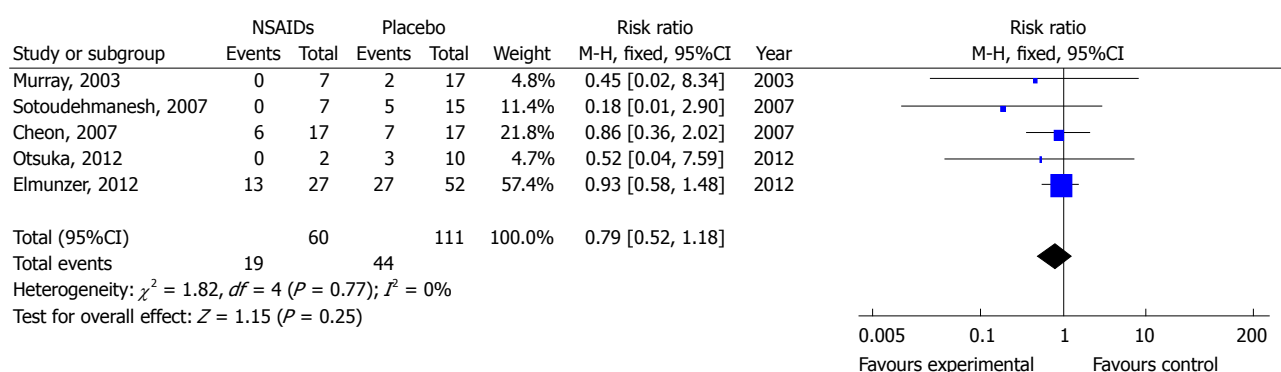 NSAIDs Placebo Risk ratio Risk ratio
Study or subgroup Events Total Events Total Weight M-H, fixed, 95%CI Year M-H, fixed, 95%CI
Murray, 2003 0 7 2 17 4.8% 0.45 [0.02, 8.34] 2003
Sotoudehmanesh, 2007 0 7 5 15 11.4% 0.18 [0.01, 2.90] 2007
Cheon, 2007 6 17 7 17 21.8% 0.86 [0.36, 2.02] 2007
Otsuka, 2012 0 2 3 10 4.7% 0.52 [0.04, 7.59] 2012
Elmunzer, 2012 13 27 27 52 57.4% 0.93 [0.58, 1.48] 2012
Total (95%CI) 60 111 100.0% 0.79 [0.52, 1.18]
Total events 19 44
Heterogeneity: χ² = 1.82, df = 4 (P = 0.77); I² = 0%
Test for overall effect: Z = 1.15 (P = 0.25)
0.005 0.1 1 10 200
Favours experimental Favours control